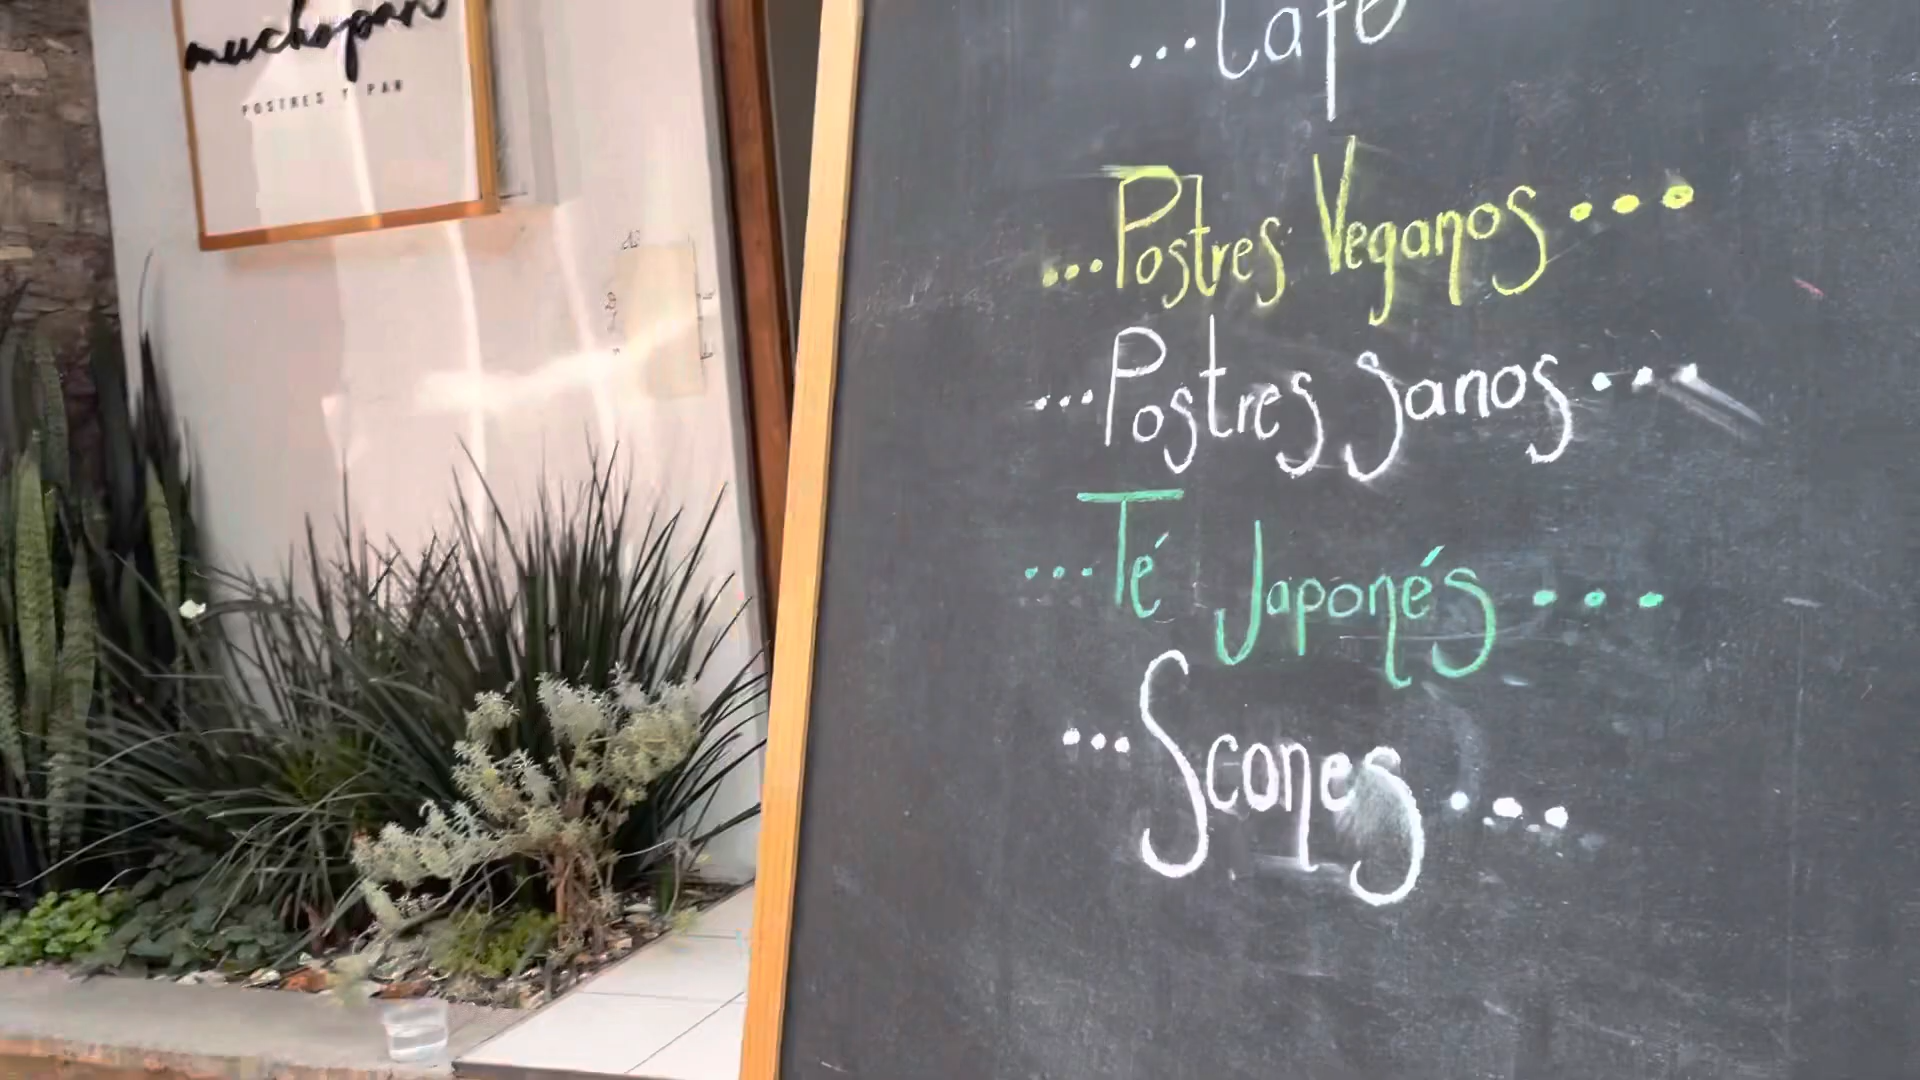 muchopan
POSTRES Y PAN
...Café
...Postres Veganos...
...Postres Sanos...
...Té Japonés...
...Scones...